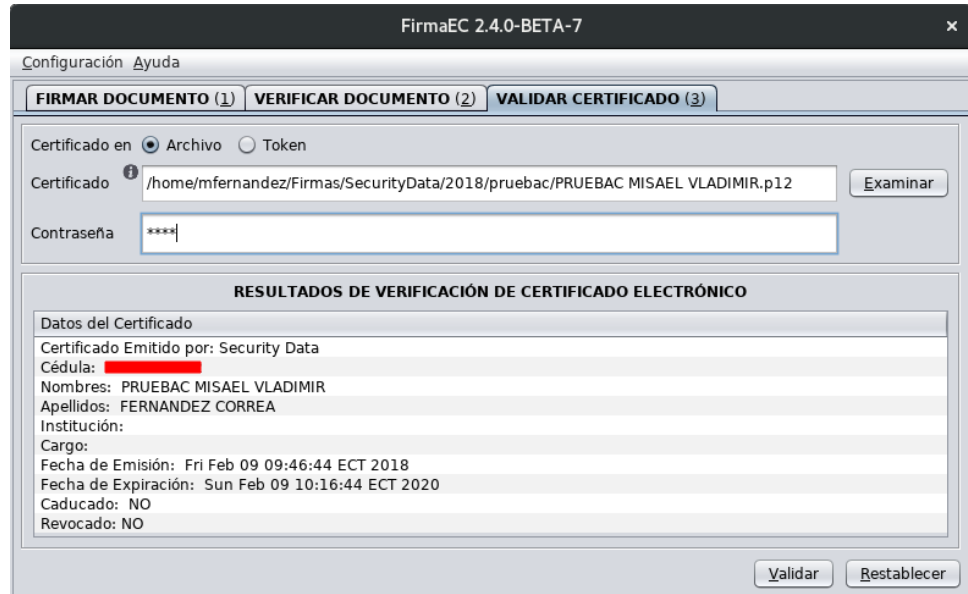 FirmaEC 2.4.0-BETA-7 ×
Configuración Ayuda
FIRMAR DOCUMENTO (1) VERIFICAR DOCUMENTO (2) VALIDAR CERTIFICADO (3)
Certificado en Archivo Token
Certificado /home/mfernandez/Firmas/SecurityData/2018/pruebac/PRUEBAC MISAEL VLADIMIR.p12 Examinar
Contraseña ****
RESULTADOS DE VERIFICACIÓN DE CERTIFICADO ELECTRÓNICO
Datos del Certificado
Certificado Emitido por: Security Data
Cédula:
Nombres: PRUEBAC MISAEL VLADIMIR
Apellidos: FERNANDEZ CORREA
Institución:
Cargo:
Fecha de Emisión: Fri Feb 09 09:46:44 ECT 2018
Fecha de Expiración: Sun Feb 09 10:16:44 ECT 2020
Caducado: NO
Revocado: NO
Validar Restablecer